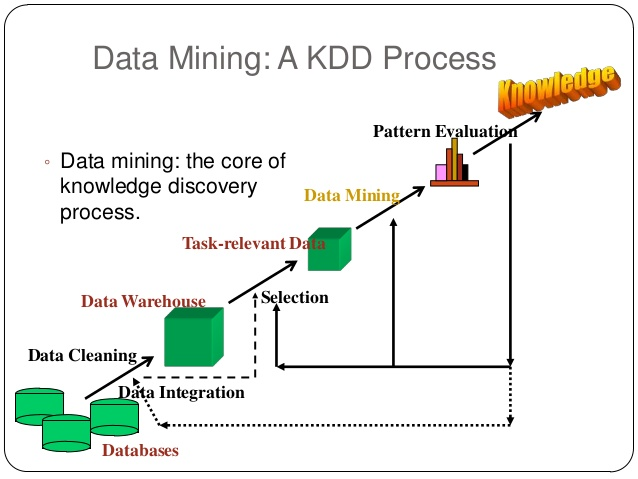 Data Mining: A KDD Process
Knowledge
Pattern Evaluation
◦ Data mining: the core of
knowledge discovery
process.
Data Mining
Task-relevant Data
Data Warehouse
Selection
Data Cleaning
Data Integration
Databases